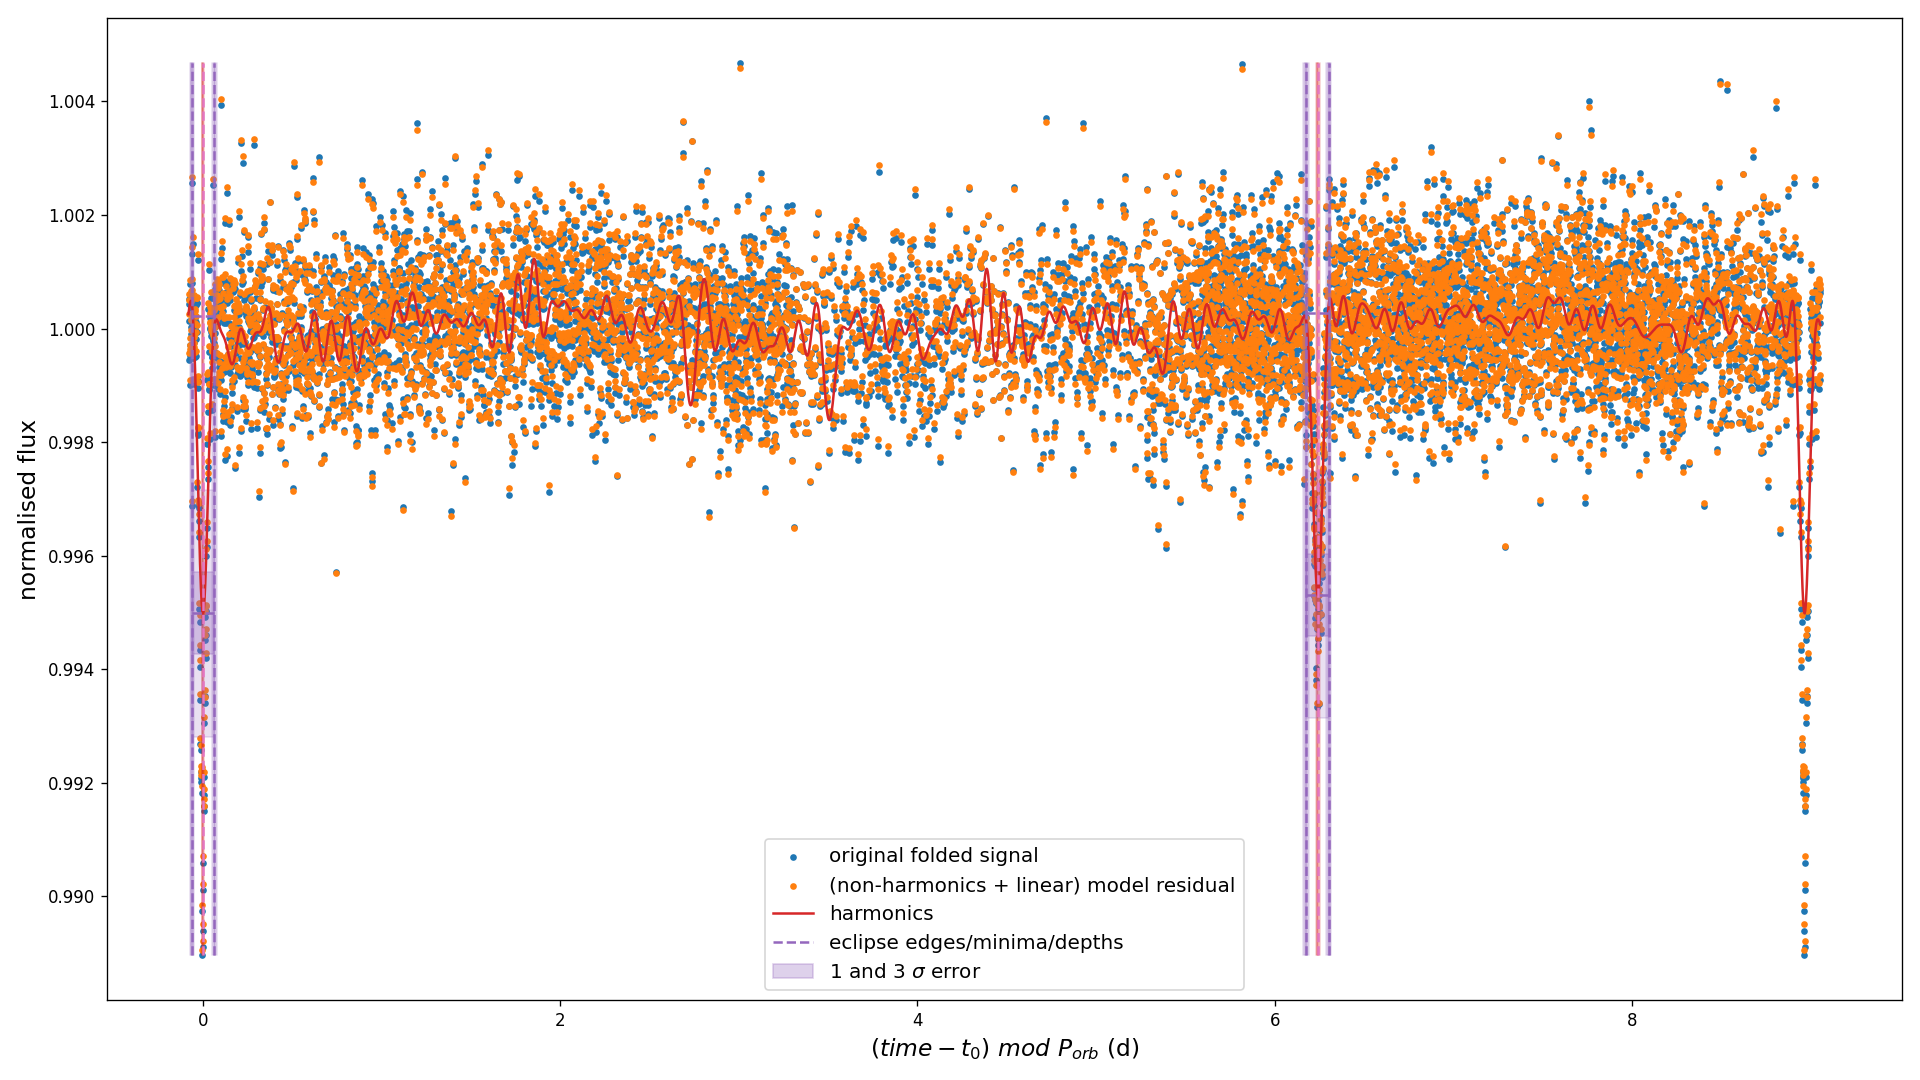 normalised flux
1.004
1.002
1.000
0.998
0.996
0.994
0.992
0.990
original folded signal
(non-harmonics + linear) model residual
harmonics
eclipse edges/minima/depths
1 and 3 σ error
0 2 4 6 8
(time − t₀) mod Pₒᵣb (d)